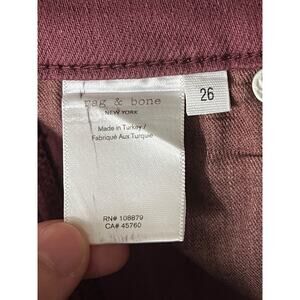 rag & bone
NEW YORK
26
Made in Turkey /
Fabriqué Aux Turquie
RN# 108879
CA# 45760